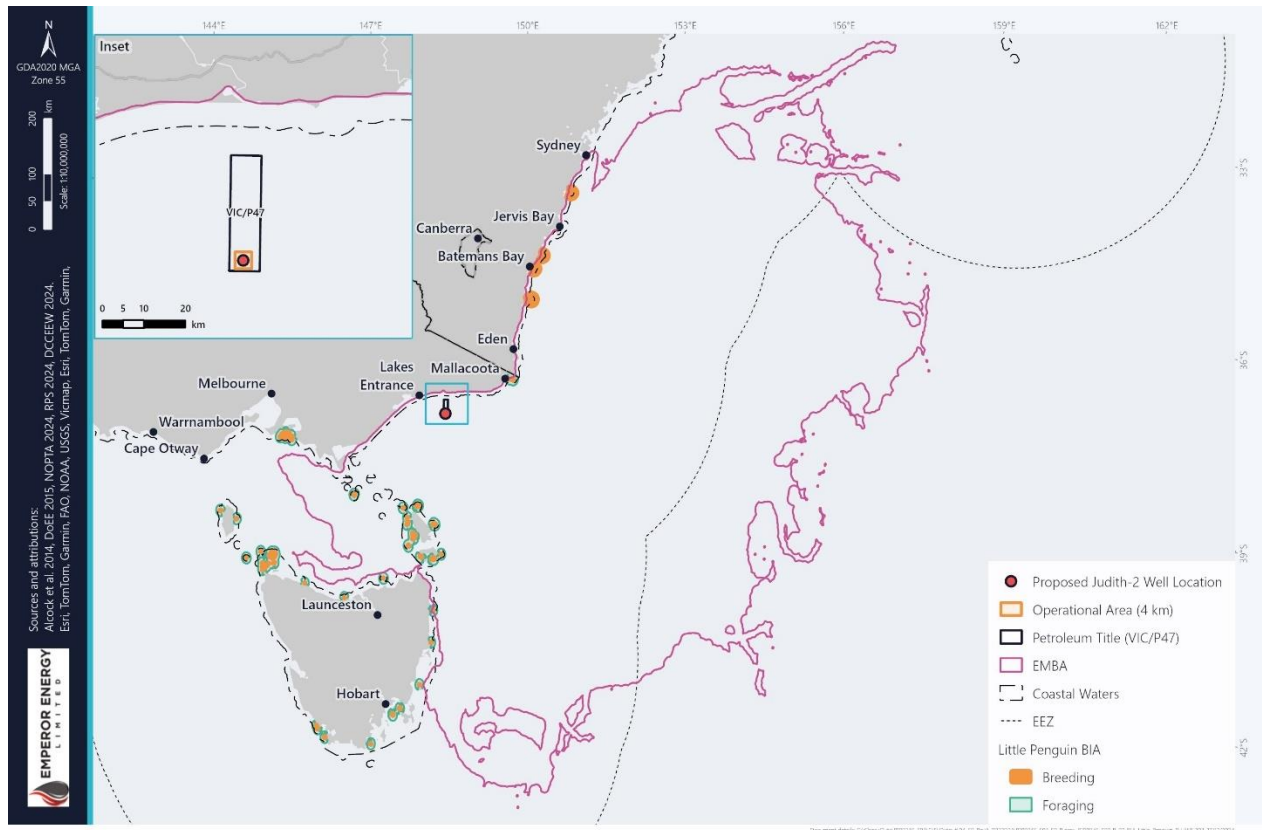 144°E
147°E
150°E
153°E
156°E
159°E
162°E
N
GDA2020 MGA
Zone 55
0 50 100 200 km
Scale: 1:10,000,000
Sources and attributions:
Alcock et al. 2014, DoEE 2015, NOPTA 2024, RPS 2024, DCCEEW 2024.
Esri, TomTom, Garmin, FAO, NOAA, USGS, Vicmap, Esri, TomTom, Garmin,
EMPEROR ENERGY
LIMITED
Inset
VIC/P47
0 5 10 20
km
Sydney
Jervis Bay
Canberra
Batemans Bay
Eden
Mallacoota
Lakes
Entrance
Melbourne
Warrnambool
Cape Otway
Launceston
Hobart
33°S
36°S
39°S
42°S
Proposed Judith-2 Well Location
Operational Area (4 km)
Petroleum Title (VIC/P47)
EMBA
Coastal Waters
EEZ
Little Penguin BIA
Breeding
Foraging